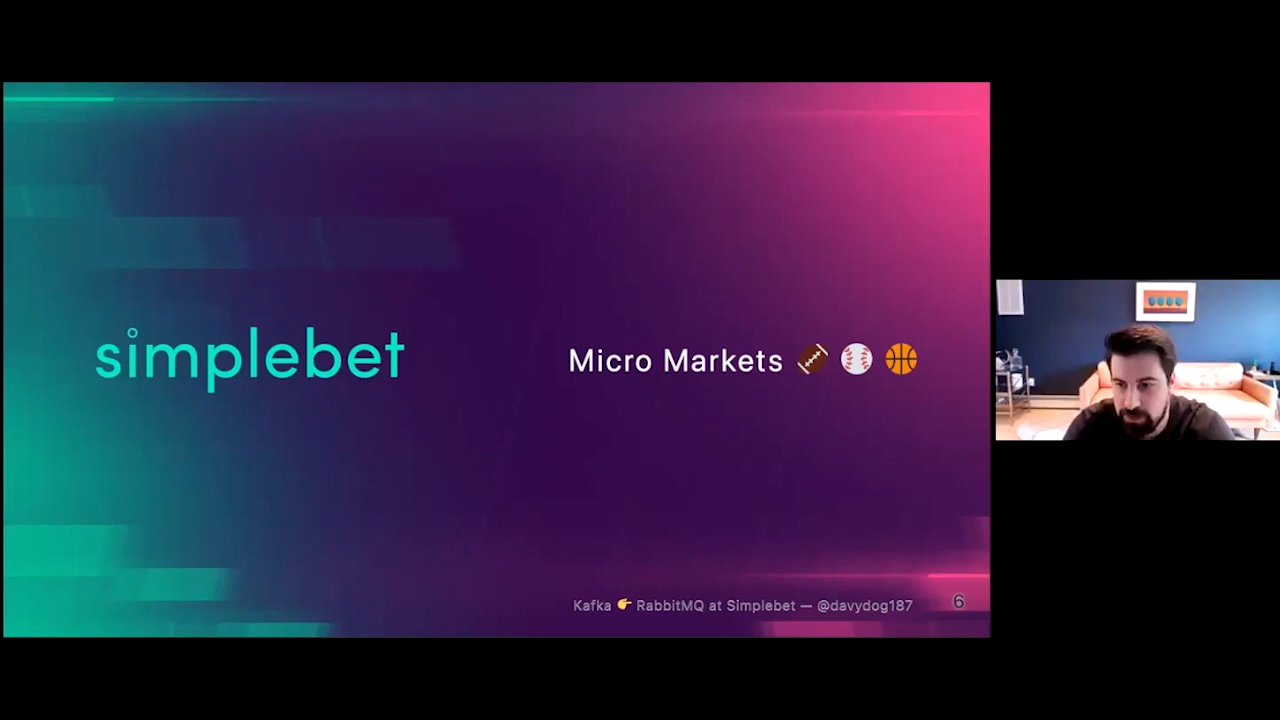 simplebet
Micro Markets 🏈 ⚾ 🏀
Kafka 👉 RabbitMQ at Simplebet — @davydog187
6